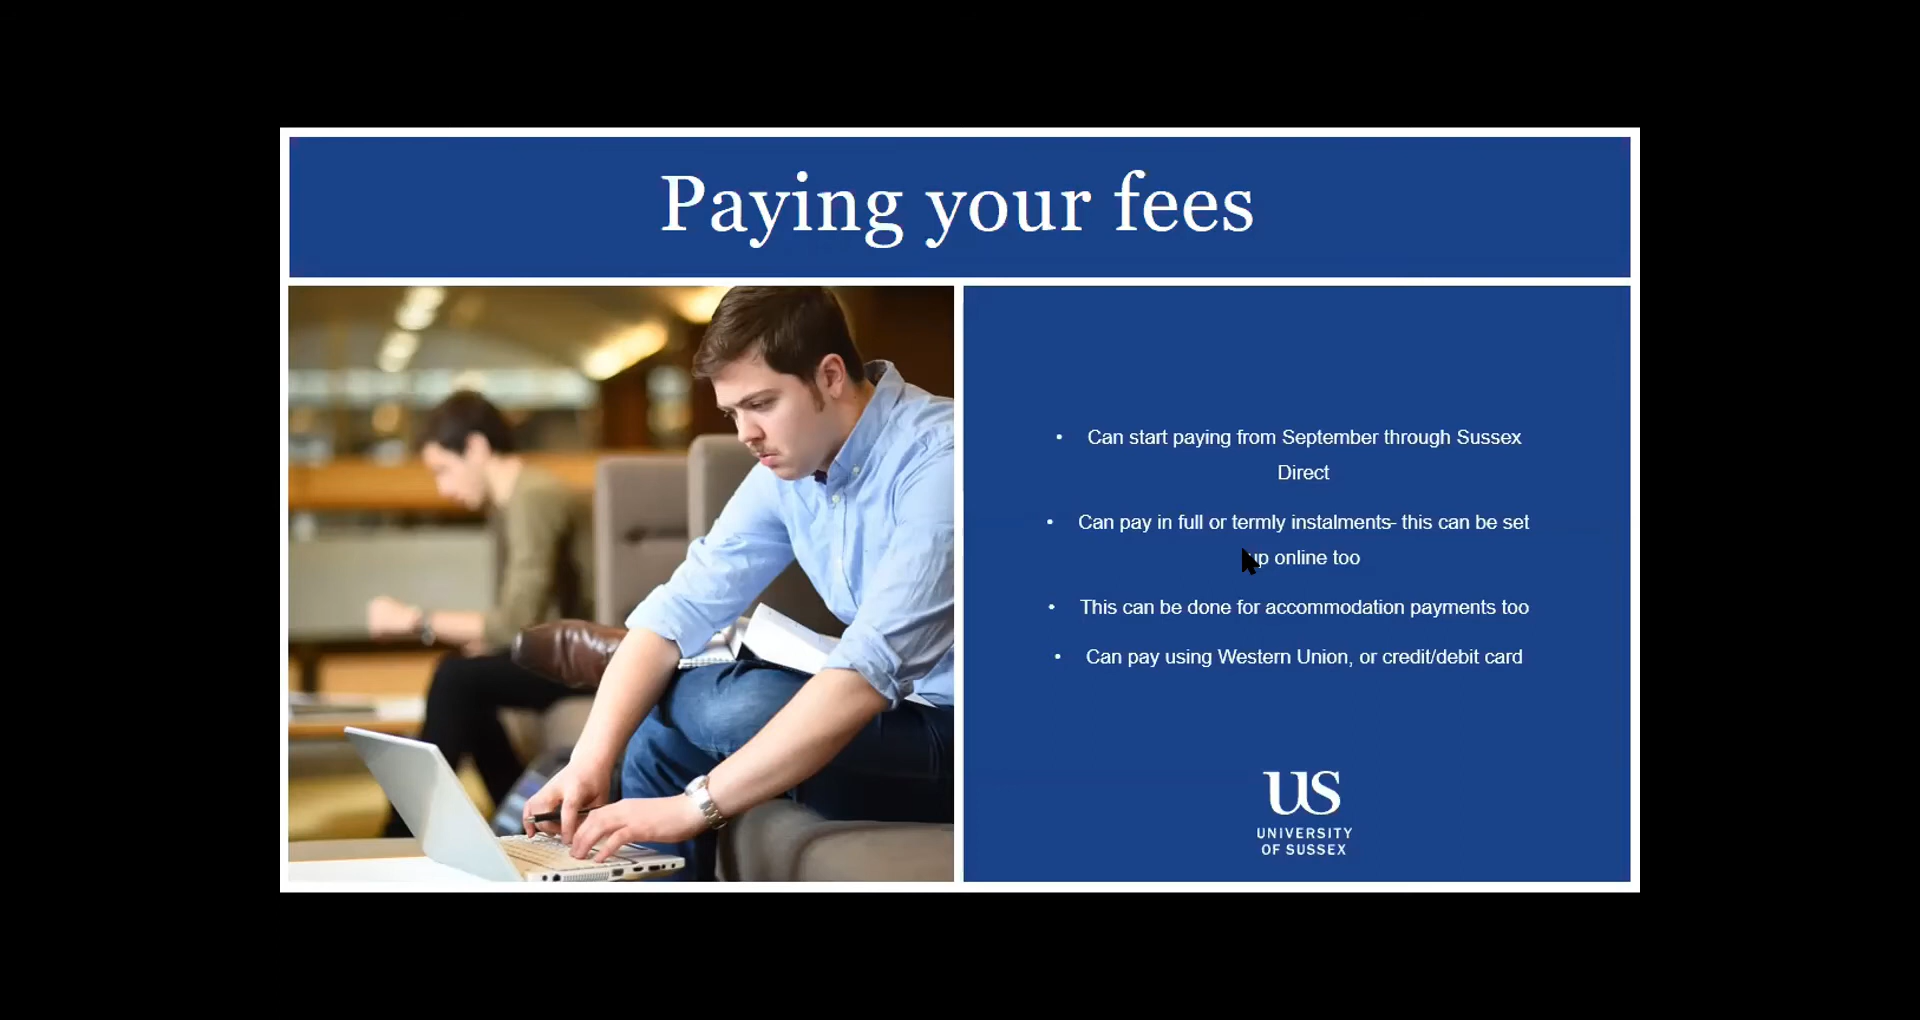 Paying your fees
• Can start paying from September through Sussex
Direct
• Can pay in full or termly instalments- this can be set
up online too
• This can be done for accommodation payments too
• Can pay using Western Union, or credit/debit card
US
UNIVERSITY
OF SUSSEX